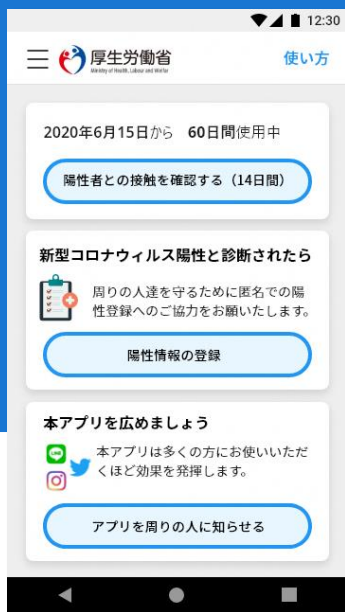 12:30
厚生労働省
Ministry of Health, Labour and Welfare
使い方
2020年6月15日から 60日間使用中
陽性者との接触を確認する（14日間）
新型コロナウィルス陽性と診断されたら
周りの人達を守るために匿名での陽
性登録へのご協力をお願いいたします。
陽性情報の登録
本アプリを広めましょう
LINE
本アプリは多くの方にお使いいただ
くほど効果を発揮します。
アプリを周りの人に知らせる